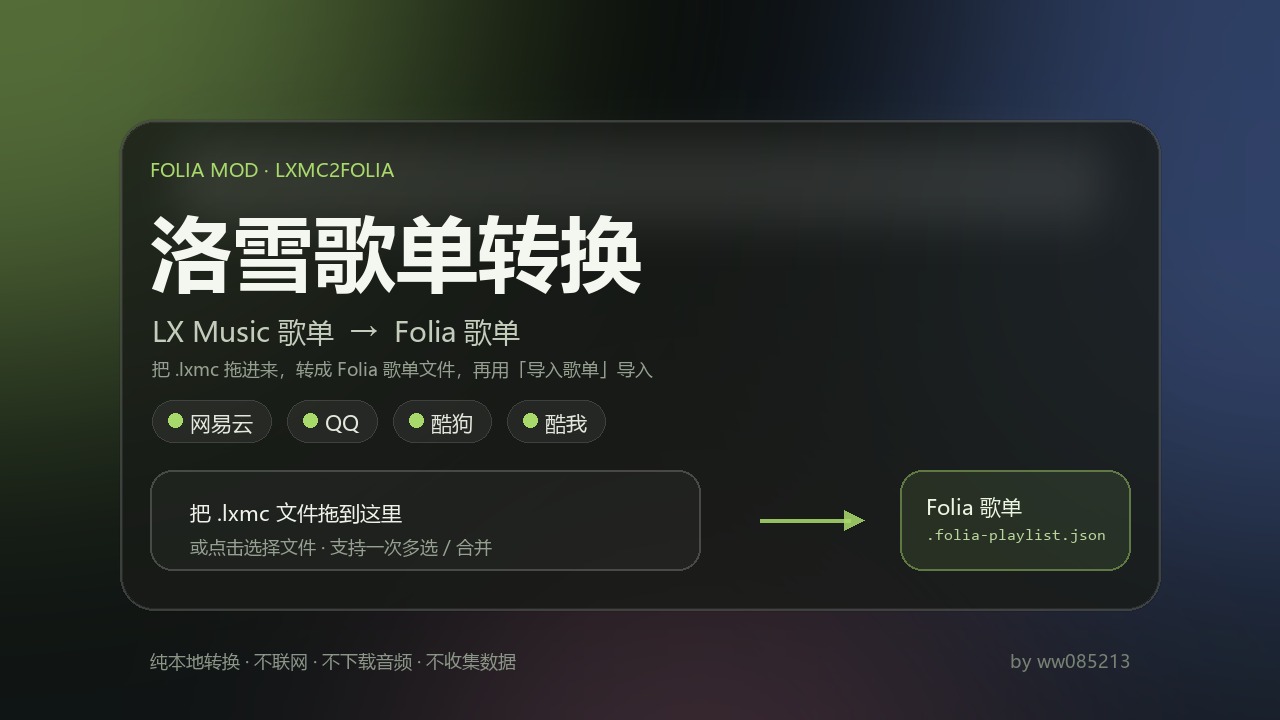 FOLIA MOD · LXMC2FOLIA
洛雪歌单转换
LX Music 歌单 → Folia 歌单
把 .lxmc 拖进来，转成 Folia 歌单文件，再用「导入歌单」导入
网易云
QQ
酷狗
酷我
把 .lxmc 文件拖到这里
或点击选择文件 · 支持一次多选 / 合并
Folia 歌单
.folia-playlist.json
纯本地转换 · 不联网 · 不下载音频 · 不收集数据
by ww085213